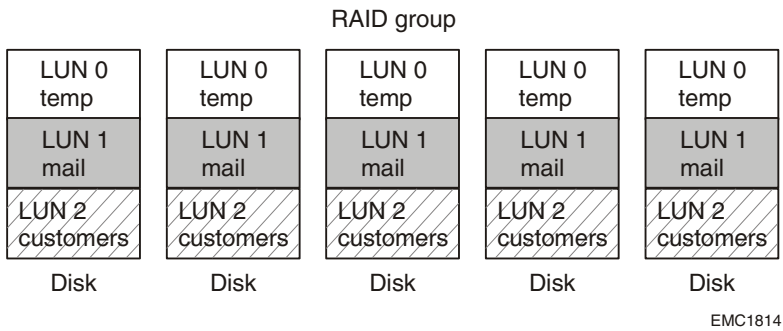 RAID group
LUN 0
temp
LUN 1
mail
LUN 2
customers
Disk
LUN 0
temp
LUN 1
mail
LUN 2
customers
Disk
LUN 0
temp
LUN 1
mail
LUN 2
customers
Disk
LUN 0
temp
LUN 1
mail
LUN 2
customers
Disk
LUN 0
temp
LUN 1
mail
LUN 2
customers
Disk
EMC1814